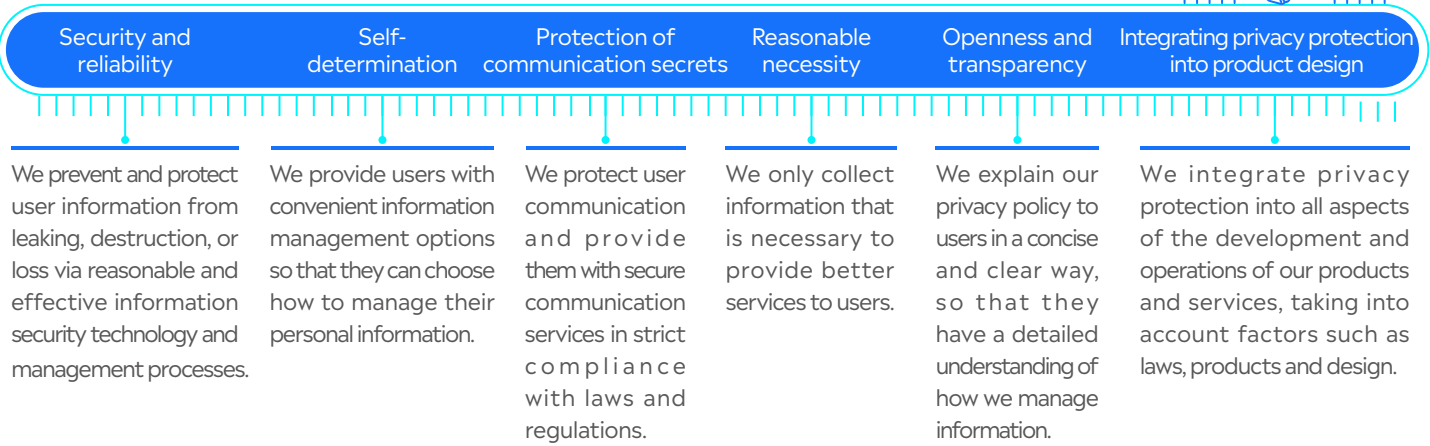 Security and
reliability
Self-
determination
Protection of
communication secrets
Reasonable
necessity
Openness and
transparency
Integrating privacy protection
into product design
We prevent and protect
user information from
leaking, destruction, or
loss via reasonable and
effective information
security technology and
management processes.
We provide users with
convenient information
management options
so that they can choose
how to manage their
personal information.
We protect user
communication
and provide
them with secure
communication
services in strict
compliance
with laws and
regulations.
We only collect
information that
is necessary to
provide better
services to users.
We explain our
privacy policy to
users in a concise
and clear way,
so that they
have a detailed
understanding of
how we manage
information.
We integrate privacy
protection into all aspects
of the development and
operations of our products
and services, taking into
account factors such as
laws, products and design.